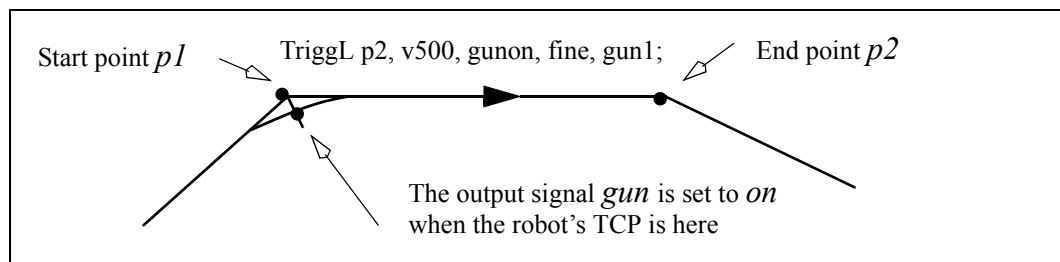 Start point p1
TriggL p2, v500, gunon, fine, gun1;
End point p2
The output signal gun is set to on
when the robot's TCP is here